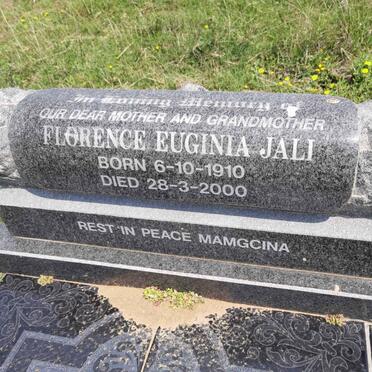 In Loving Memory of
OUR DEAR MOTHER AND GRANDMOTHER
FLORENCE EUGINIA JALI
BORN 6-10-1910
DIED 28-3-2000
REST IN PEACE MAMGCINA